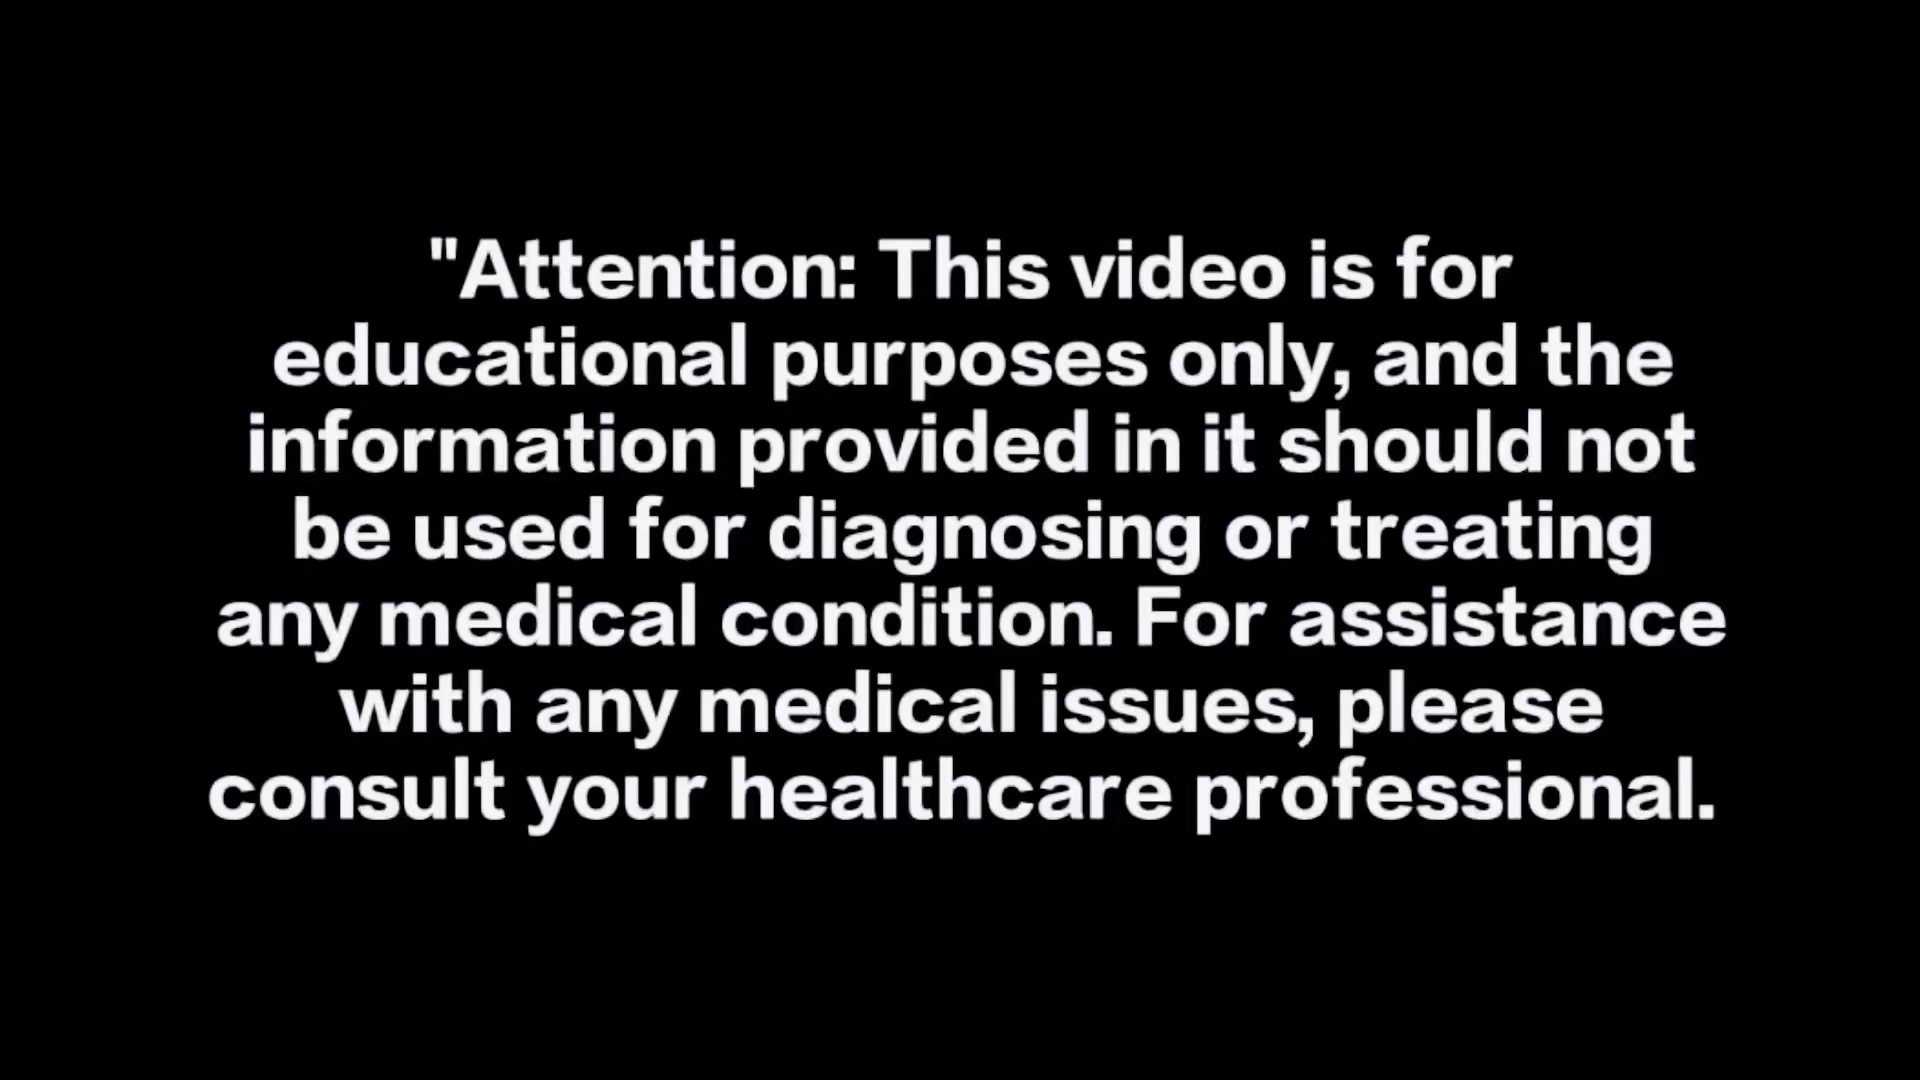 "Attention: This video is for
educational purposes only, and the
information provided in it should not
be used for diagnosing or treating
any medical condition. For assistance
with any medical issues, please
consult your healthcare professional.